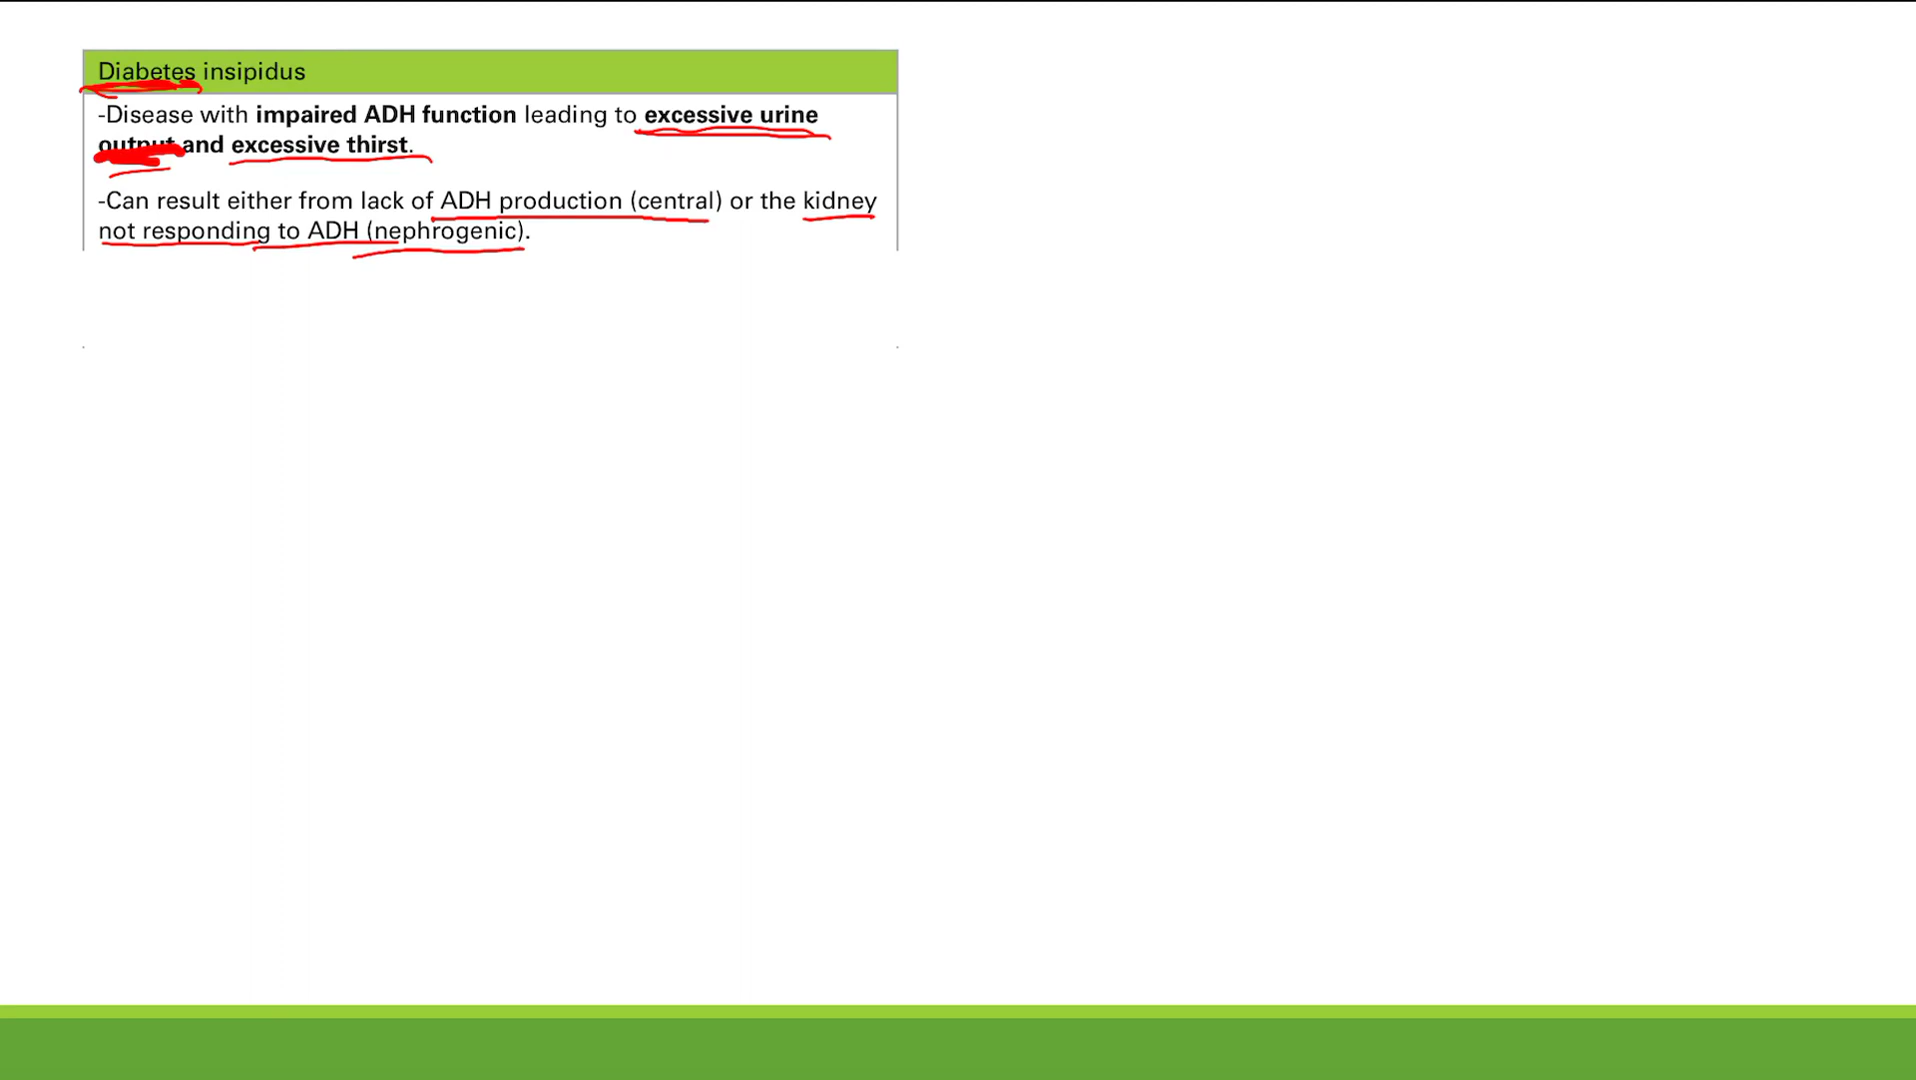 Diabetes insipidus
-Disease with impaired ADH function leading to excessive urine
output and excessive thirst.
-Can result either from lack of ADH production (central) or the kidney
not responding to ADH (nephrogenic).